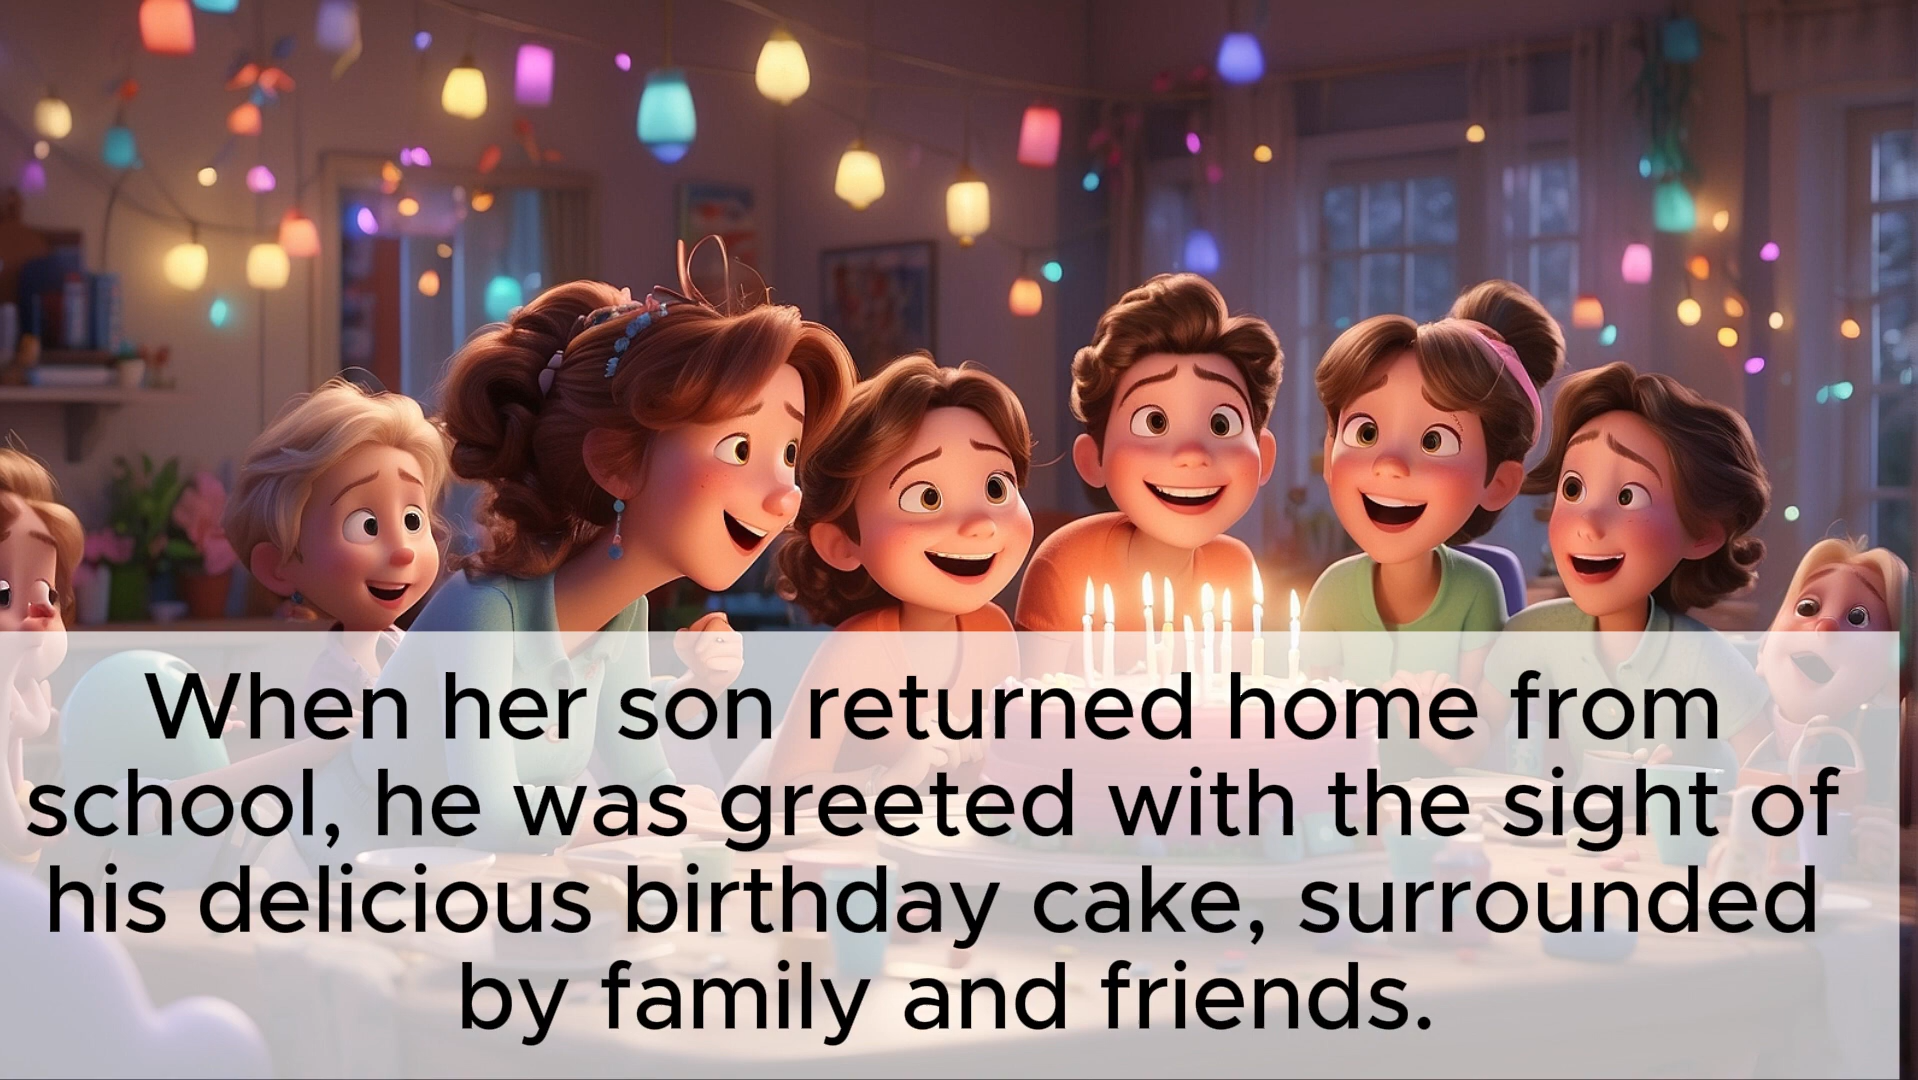 When her son returned home from
school, he was greeted with the sight of
his delicious birthday cake, surrounded
by family and friends.